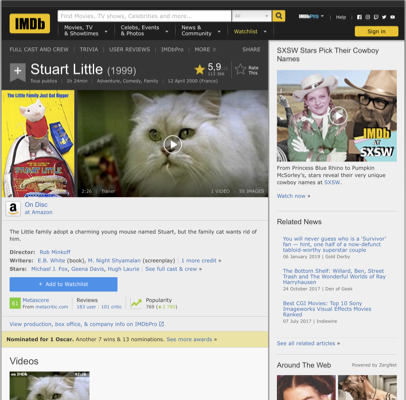 IMDb
Find Movies, TV shows, Celebrities and more...
All
IMDbPro
Help
Movies, TV & Showtimes
Celebs, Events & Photos
News & Community
Watchlist
Sign in
FULL CAST AND CREW | TRIVIA | USER REVIEWS | IMDbPro | MORE
SHARE
Stuart Little (1999)
5,9
Rate This
Tous publics | 1h 24min | Adventure, Comedy, Family | 12 April 2000 (France)
The Little Family Just Got Bigger
STUART LITTLE
2:26 | Trailer
1 VIDEO
55 IMAGES
a
On Disc
at Amazon
The Little family adopt a charming young mouse named Stuart, but the family cat wants rid of him.
Director: Rob Minkoff
Writers: E.B. White (book), M. Night Shyamalan (screenplay) | 1 more credit »
Stars: Michael J. Fox, Geena Davis, Hugh Laurie | See full cast & crew »
+ Add to Watchlist
61
Metascore
From metacritic.com
Reviews
183 user | 101 critic
Popularity
View production, box office, & company info on IMDbPro
Nominated for 1 Oscar. Another 7 wins & 13 nominations. See more awards »
Videos
SXSW Stars Pick Their Cowboy Names
IMDb
AT
SXSW
From Princess Blue Rhino to Pumpkin McSorley's, stars reveal their very unique cowboy names at SXSW.
Watch now »
Related News
You will never guess who is a 'Survivor' fan — hint, one half of a now-defunct tabloid-worthy superstar couple
06 January 2019 | Gold Derby
The Bottom Shelf: Willard, Ben, Street Trash and The Wonderful Worlds of Ray Harryhausen
24 October 2017 | Den of Geek
Best CGI Movies: Top 10 Sony Imageworks Visual Effects Movies Ranked
07 July 2017 | Indiewire
See all related articles »
Around The Web
Powered by ZergNet